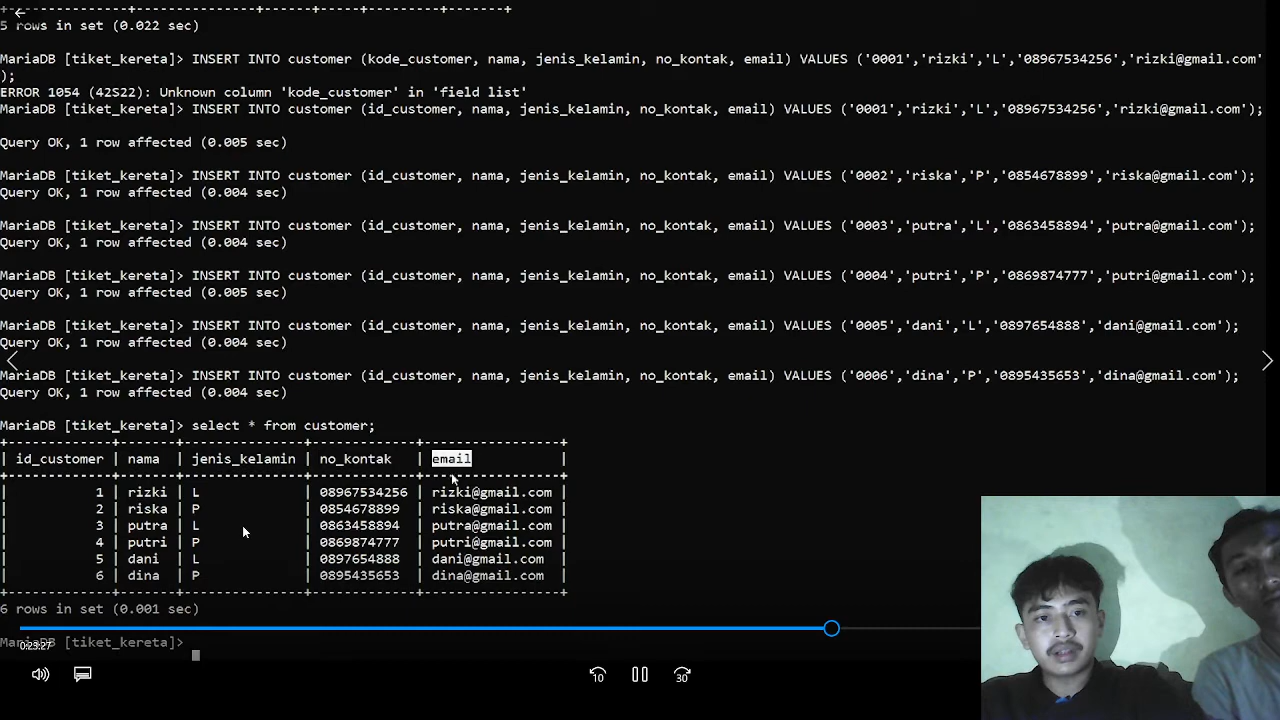 5 rows in set (0.022 sec)
MariaDB [tiket_kereta]> INSERT INTO customer (kode_customer, nama, jenis_kelamin, no_kontak, email) VALUES ('0001','rizki','L','08967534256','rizki@gmail.com'
);
ERROR 1054 (42S22): Unknown column 'kode_customer' in 'field list'
MariaDB [tiket_kereta]> INSERT INTO customer (id_customer, nama, jenis_kelamin, no_kontak, email) VALUES ('0001','rizki','L','08967534256','rizki@gmail.com');
Query OK, 1 row affected (0.005 sec)
MariaDB [tiket_kereta]> INSERT INTO customer (id_customer, nama, jenis_kelamin, no_kontak, email) VALUES ('0002','riska','P','0854678899','riska@gmail.com');
Query OK, 1 row affected (0.004 sec)
MariaDB [tiket_kereta]> INSERT INTO customer (id_customer, nama, jenis_kelamin, no_kontak, email) VALUES ('0003','putra','L','0863458894','putra@gmail.com');
Query OK, 1 row affected (0.004 sec)
MariaDB [tiket_kereta]> INSERT INTO customer (id_customer, nama, jenis_kelamin, no_kontak, email) VALUES ('0004','putri','P','0869874777','putri@gmail.com');
Query OK, 1 row affected (0.005 sec)
MariaDB [tiket_kereta]> INSERT INTO customer (id_customer, nama, jenis_kelamin, no_kontak, email) VALUES ('0005','dani','L','0897654888','dani@gmail.com');
Query OK, 1 row affected (0.004 sec)
MariaDB [tiket_kereta]> INSERT INTO customer (id_customer, nama, jenis_kelamin, no_kontak, email) VALUES ('0006','dina','P','0895435653','dina@gmail.com');
Query OK, 1 row affected (0.004 sec)
MariaDB [tiket_kereta]> select * from customer;
| id_customer | nama | jenis_kelamin | no_kontak | email |
| 1 | rizki | L | 08967534256 | rizki@gmail.com |
| 2 | riska | P | 0854678899 | riska@gmail.com |
| 3 | putra | L | 0863458894 | putra@gmail.com |
| 4 | putri | P | 0869874777 | putri@gmail.com |
| 5 | dani | L | 0897654888 | dani@gmail.com |
| 6 | dina | P | 0895435653 | dina@gmail.com |
6 rows in set (0.001 sec)
MariaDB [tiket_kereta]>
0:23:27
10
30